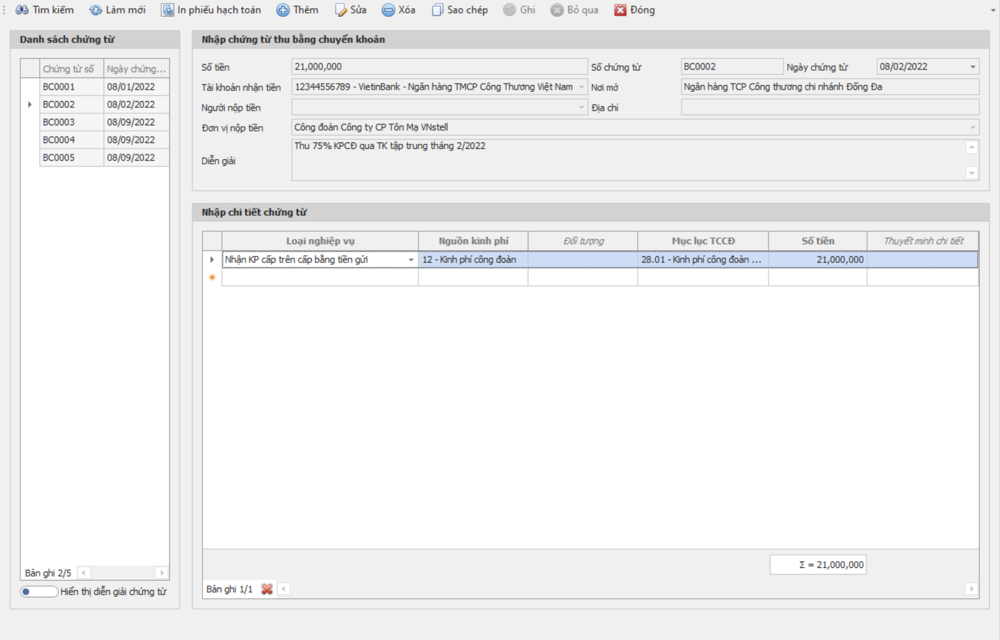 Tìm kiếm Làm mới In phiếu hạch toán Thêm Sửa Xóa Sao chép Ghi Bỏ qua Đóng
Danh sách chứng từ
Chứng từ số Ngày chứng...
BC0001 08/01/2022
BC0002 08/02/2022
BC0003 08/09/2022
BC0004 08/09/2022
BC0005 08/09/2022
Bản ghi 2/5
Hiển thị diễn giải chứng từ
Nhập chứng từ thu bằng chuyển khoản
Số tiền 21,000,000 Số chứng từ BC0002 Ngày chứng từ 08/02/2022
Tài khoản nhận tiền 12344556789 - VietinBank - Ngân hàng TMCP Công Thương Việt Nam Nơi mở Ngân hàng TCP Công thương chi nhánh Đống Đa
Người nộp tiền Địa chỉ
Đơn vị nộp tiền Công đoàn Công ty CP Tôn Mạ VNstell
Diễn giải Thu 75% KPCĐ qua TK tập trung tháng 2/2022
Nhập chi tiết chứng từ
Loại nghiệp vụ Nguồn kinh phí Đối tượng Mục lục TCCĐ Số tiền Thuyết minh chi tiết
Nhận KP cấp trên cấp bằng tiền gửi 12 - Kinh phí công đoàn 28.01 - Kinh phí công đoàn ... 21,000,000
Σ = 21,000,000
Bản ghi 1/1